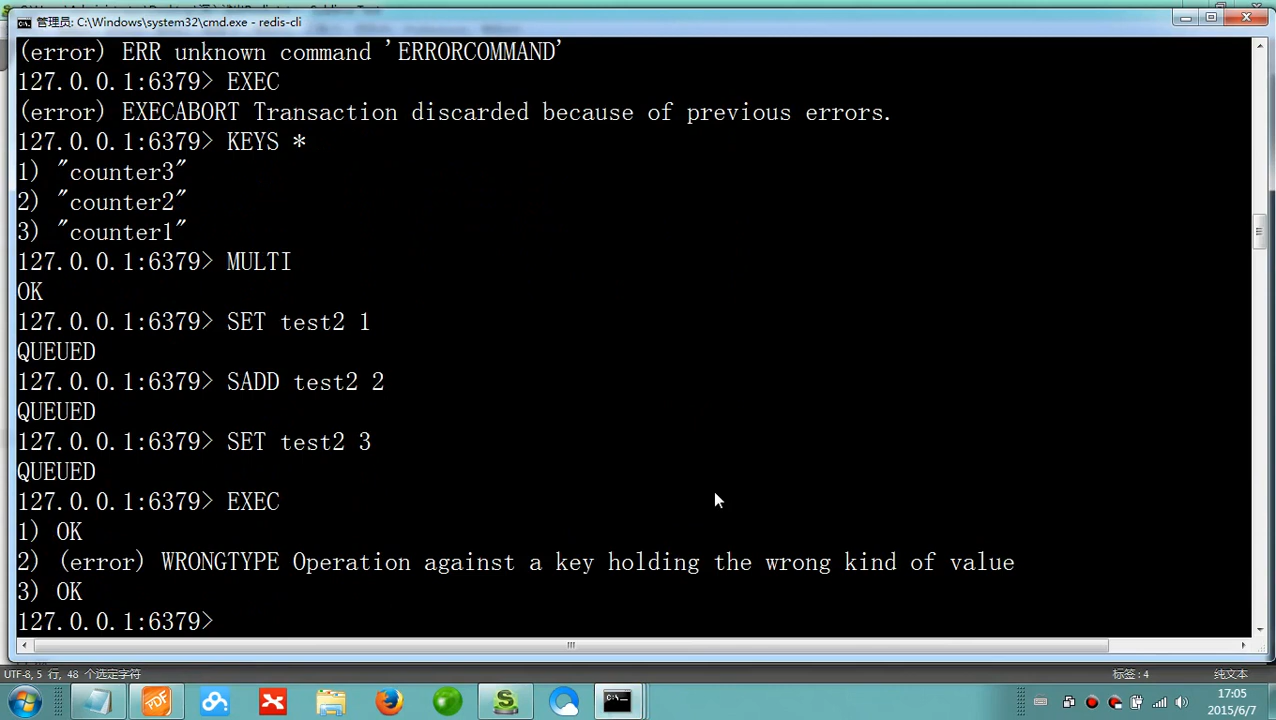 管理员: C:\Windows\system32\cmd.exe - redis-cli
(error) ERR unknown command 'ERRORCOMMAND'
127.0.0.1:6379> EXEC
(error) EXECABORT Transaction discarded because of previous errors.
127.0.0.1:6379> KEYS *
1) "counter3"
2) "counter2"
3) "counter1"
127.0.0.1:6379> MULTI
OK
127.0.0.1:6379> SET test2 1
QUEUED
127.0.0.1:6379> SADD test2 2
QUEUED
127.0.0.1:6379> SET test2 3
QUEUED
127.0.0.1:6379> EXEC
1) OK
2) (error) WRONGTYPE Operation against a key holding the wrong kind of value
3) OK
127.0.0.1:6379>
UTF-8, 5 行, 48 个选定字符 标签: 4 纯文本
PDF C:\.
17:05
2015/6/7